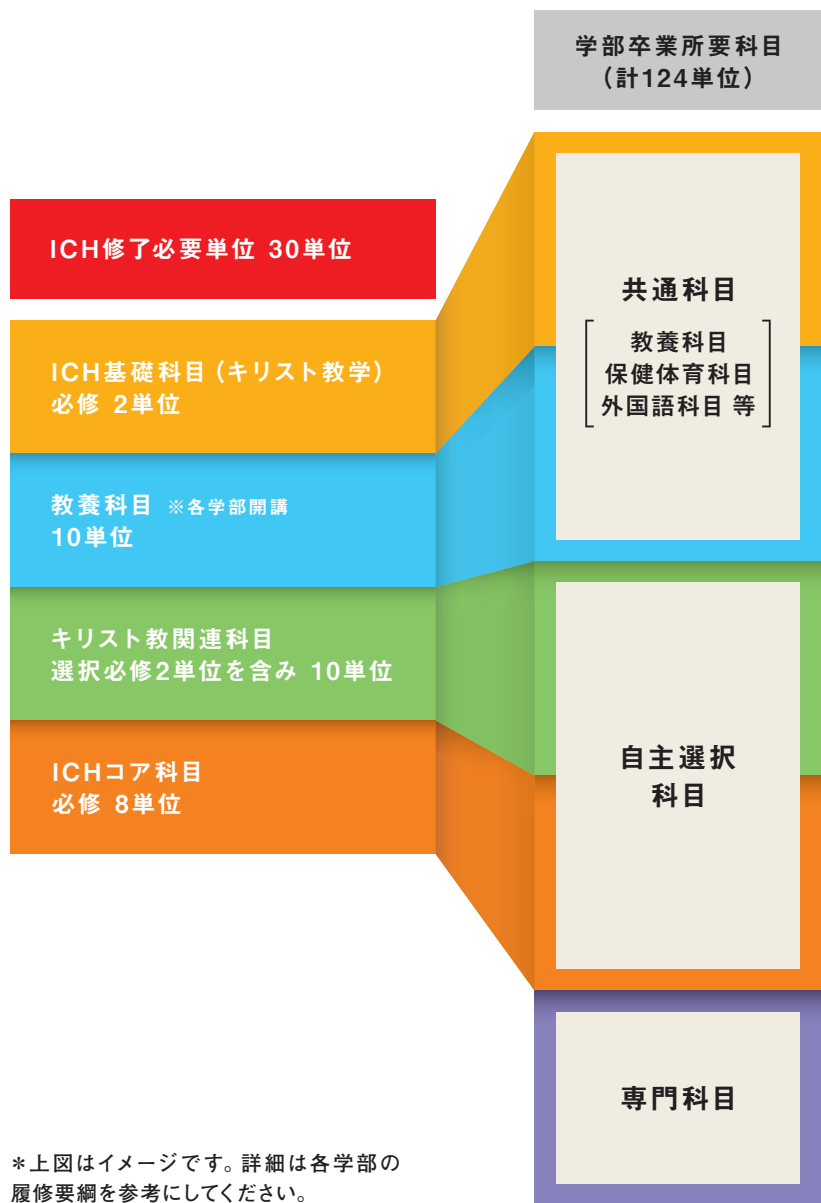 学部卒業所要科目
(計124単位)
ICH修了必要単位 30単位
ICH基礎科目(キリスト教学)
必修 2単位
教養科目 ※各学部開講
10単位
キリスト教関連科目
選択必修2単位を含み 10単位
ICHコア科目
必修 8単位
共通科目
教養科目
保健体育科目
外国語科目 等
自主選択
科目
専門科目
*上図はイメージです。詳細は各学部の
履修要綱を参考にしてください。